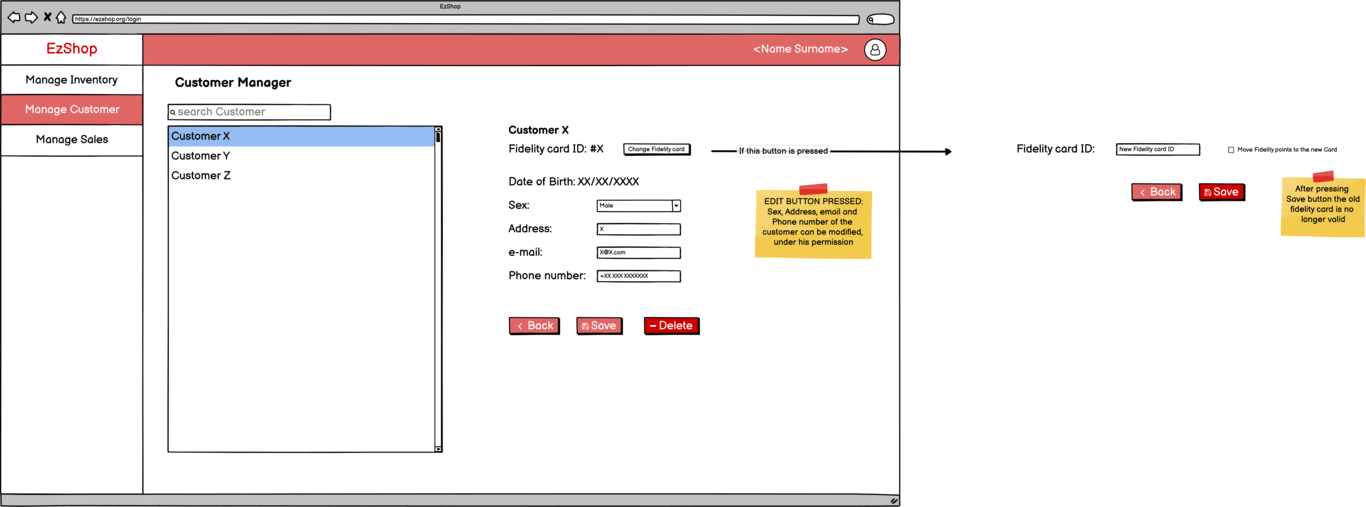 EzShop
https://ezshop.org/login
EzShop
<Name Surname>
Manage Inventory
Manage Customer
Manage Sales
Customer Manager
search Customer
Customer X
Customer Y
Customer Z
Customer X
Fidelity card ID: #X
Change Fidelity card
If this button is pressed
Date of Birth: XX/XX/XXXX
Sex:
Male
Address:
X
e-mail:
X@X.com
Phone number:
+XX XXX XXXXXXX
Back
Save
Delete
EDIT BUTTON PRESSED:
Sex, Address, email and
Phone number of the
customer can be modified,
under his permission
Fidelity card ID:
New Fidelity card ID
Move Fidelity points to the new Card
Back
Save
After pressing
Save button the old
fidelity card is no
longer valid